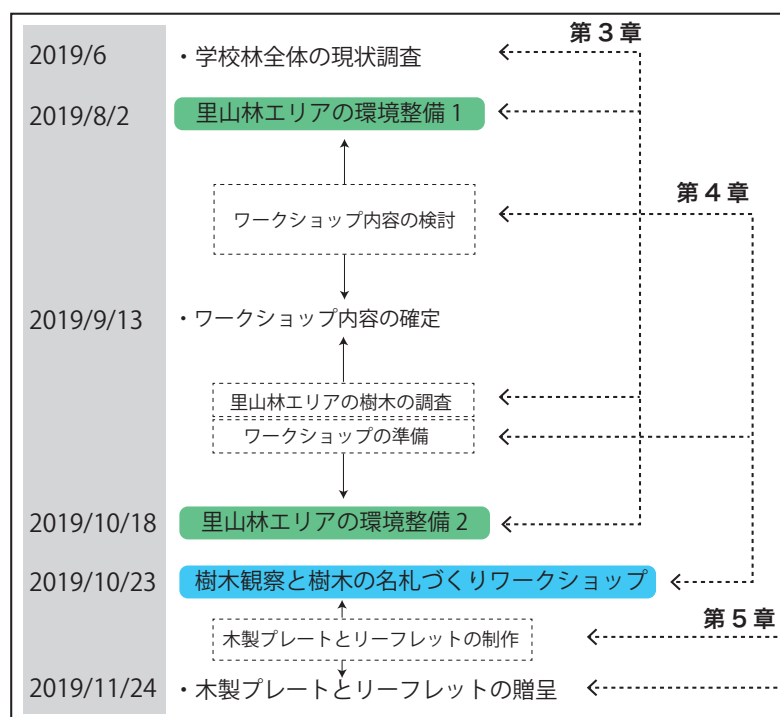 第３章
2019/6 ・学校林全体の現状調査
2019/8/2 里山林エリアの環境整備 1
第４章
ワークショップ内容の検討
2019/9/13 ・ワークショップ内容の確定
里山林エリアの樹木の調査
ワークショップの準備
2019/10/18 里山林エリアの環境整備 2
2019/10/23 樹木観察と樹木の名札づくりワークショップ
第５章
木製プレートとリーフレットの制作
2019/11/24 ・木製プレートとリーフレットの贈呈